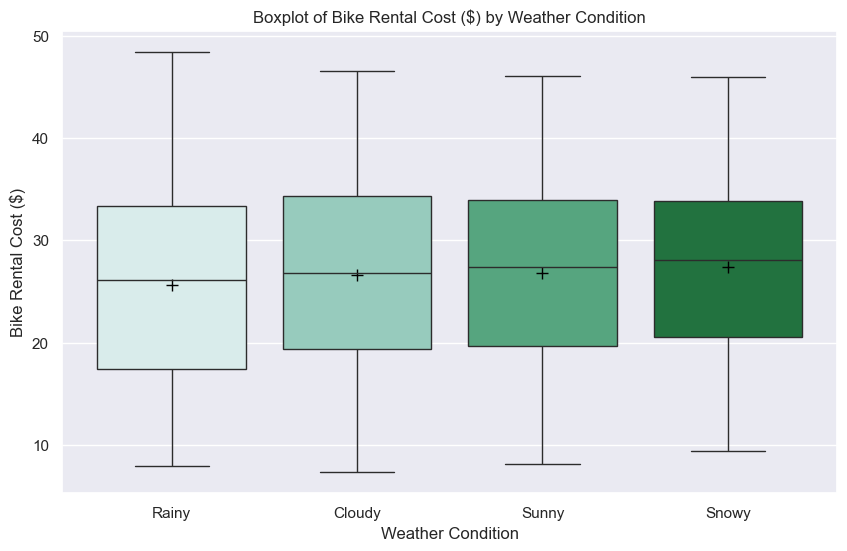 Boxplot of Bike Rental Cost ($) by Weather Condition
Bike Rental Cost ($)
50
40
30
20
10
Rainy Cloudy Sunny Snowy
Weather Condition